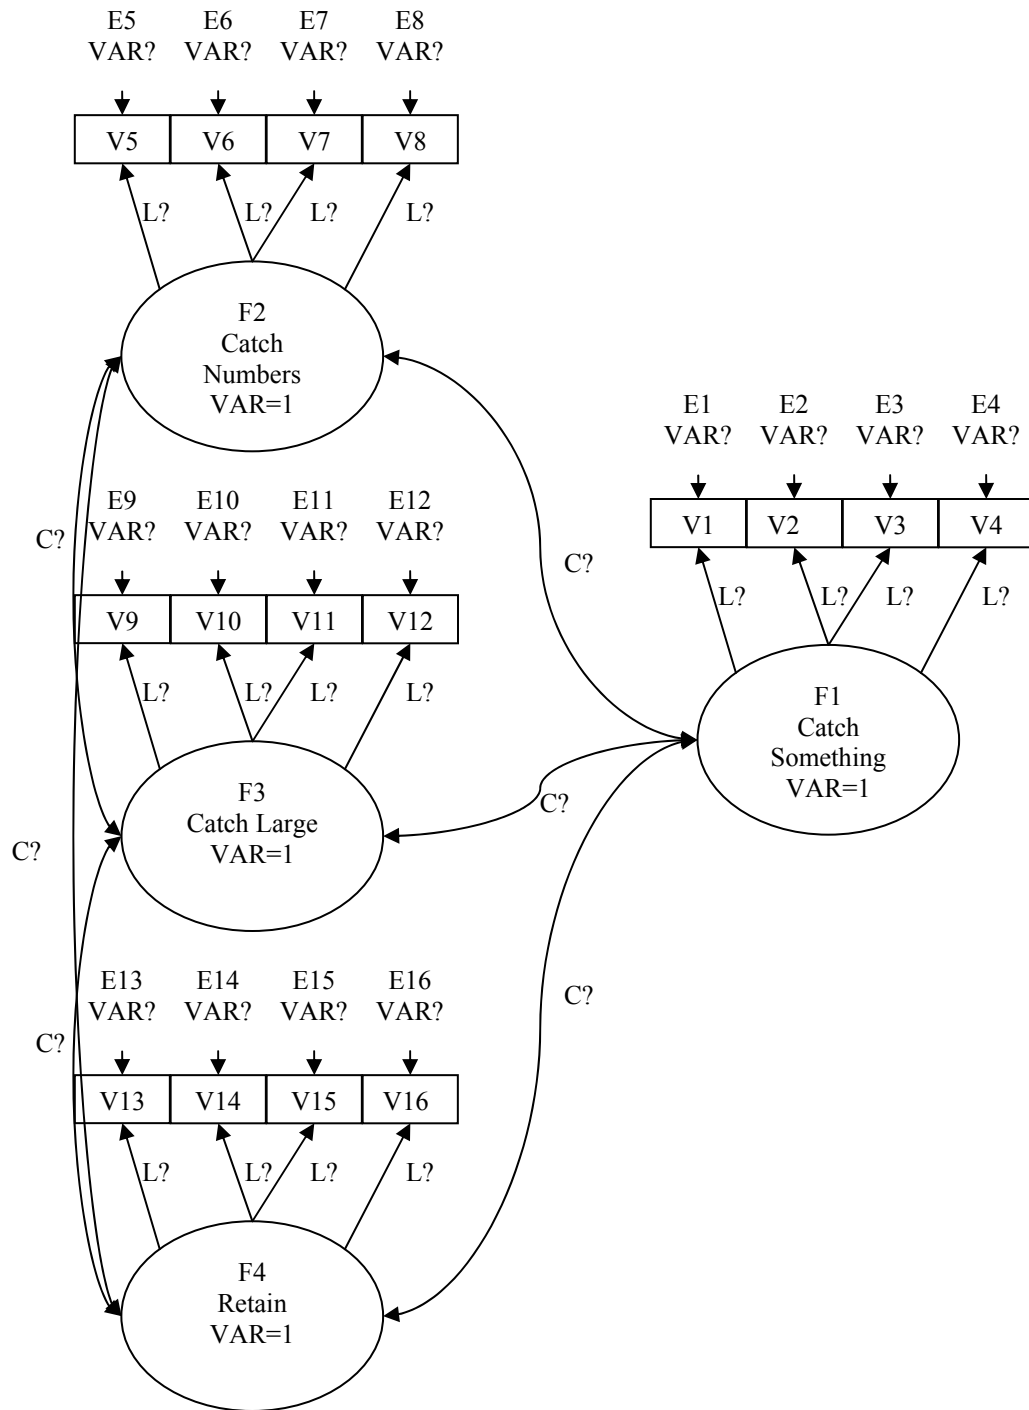 E5 E6 E7 E8
VAR? VAR? VAR? VAR?
V5 V6 V7 V8
L? L? L? L?
F2
Catch
Numbers
VAR=1
E1 E2 E3 E4
VAR? VAR? VAR? VAR?
V1 V2 V3 V4
L? L? L? L?
F1
Catch
Something
VAR=1
E9 E10 E11 E12
VAR? VAR? VAR? VAR?
C?
C?
V9 V10 V11 V12
L? L? L? L?
F3
Catch Large
VAR=1
C?
C?
E13 E14 E15 E16
VAR? VAR? VAR? VAR?
C?
C?
V13 V14 V15 V16
L? L? L? L?
F4
Retain
VAR=1